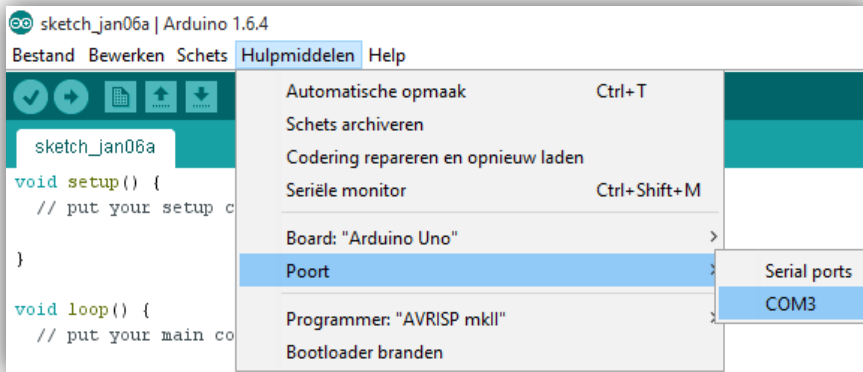 sketch_jan06a | Arduino 1.6.4
Bestand Bewerken Schets Hulpmiddelen Help
Automatische opmaak Ctrl+T
Schets archiveren
Codering repareren en opnieuw laden
Seriële monitor Ctrl+Shift+M
Board: "Arduino Uno"
Poort
Programmer: "AVRISP mkII"
Bootloader branden
Serial ports
COM3
sketch_jan06a
void setup() {
// put your setup c
}
void loop() {
// put your main co